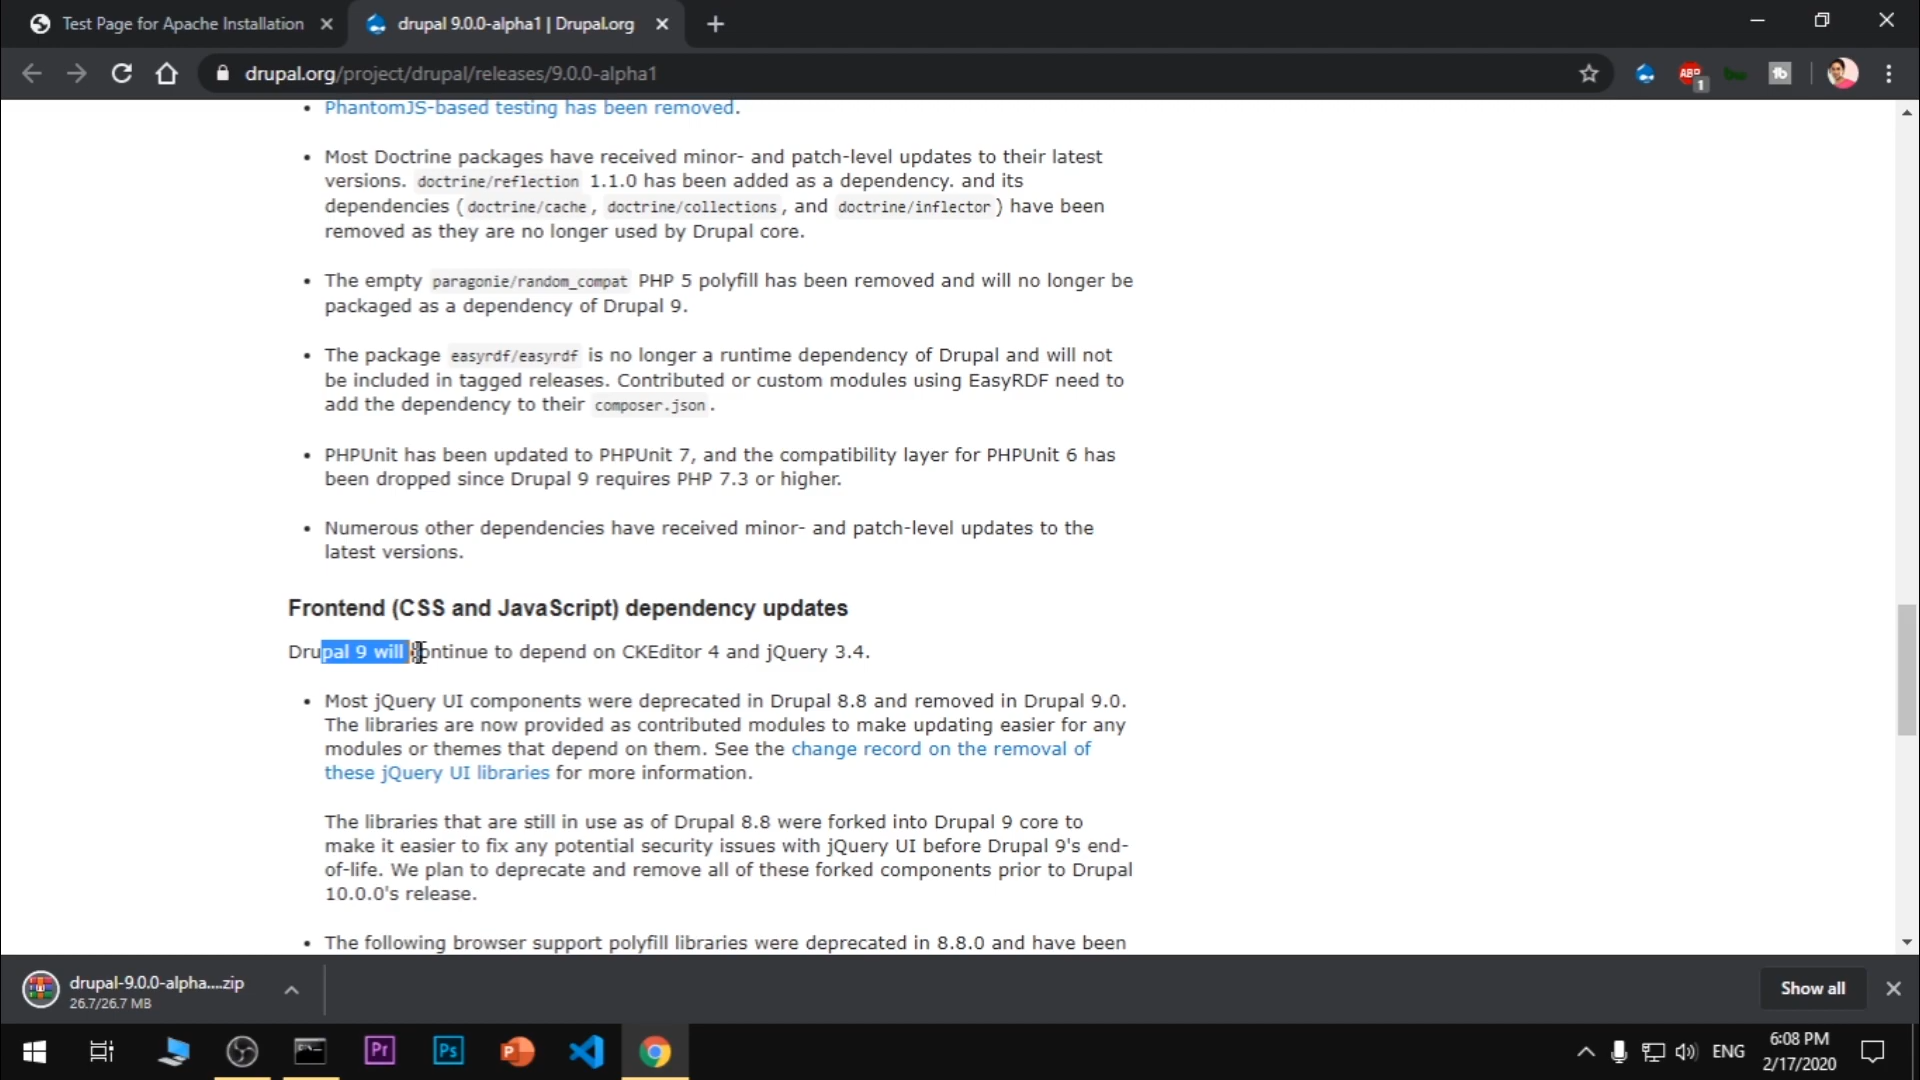 Test Page for Apache Installation
drupal 9.0.0-alpha1 | Drupal.org
drupal.org/project/drupal/releases/9.0.0-alpha1
ABP
1
tb
• PhantomJS-based testing has been removed.
• Most Doctrine packages have received minor- and patch-level updates to their latest
versions. doctrine/reflection 1.1.0 has been added as a dependency. and its
dependencies (doctrine/cache, doctrine/collections, and doctrine/inflector) have been
removed as they are no longer used by Drupal core.
• The empty paragonie/random_compat PHP 5 polyfill has been removed and will no longer be
packaged as a dependency of Drupal 9.
• The package easyrdf/easyrdf is no longer a runtime dependency of Drupal and will not
be included in tagged releases. Contributed or custom modules using EasyRDF need to
add the dependency to their composer.json.
• PHPUnit has been updated to PHPUnit 7, and the compatibility layer for PHPUnit 6 has
been dropped since Drupal 9 requires PHP 7.3 or higher.
• Numerous other dependencies have received minor- and patch-level updates to the
latest versions.
Frontend (CSS and JavaScript) dependency updates
Drupal 9 will continue to depend on CKEditor 4 and jQuery 3.4.
• Most jQuery UI components were deprecated in Drupal 8.8 and removed in Drupal 9.0.
The libraries are now provided as contributed modules to make updating easier for any
modules or themes that depend on them. See the change record on the removal of
these jQuery UI libraries for more information.
The libraries that are still in use as of Drupal 8.8 were forked into Drupal 9 core to
make it easier to fix any potential security issues with jQuery UI before Drupal 9's end-
of-life. We plan to deprecate and remove all of these forked components prior to Drupal
10.0.0's release.
• The following browser support polyfill libraries were deprecated in 8.8.0 and have been
drupal-9.0.0-alpha....zip
26.7/26.7 MB
Show all
Pr
Ps
P
ENG
6:08 PM
2/17/2020